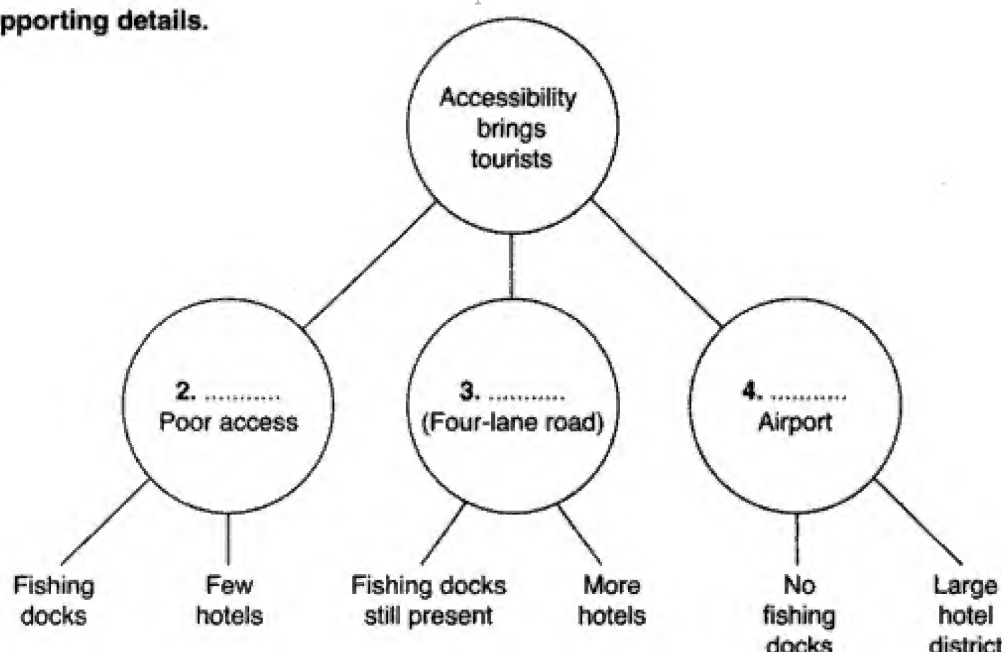 pporting details.
Accessibility
brings
tourists
2. ............
Poor access
3. ............
(Four-lane road)
4. ............
Airport
Fishing
docks
Few
hotels
Fishing docks
still present
More
hotels
No
fishing
docks
Large
hotel
district